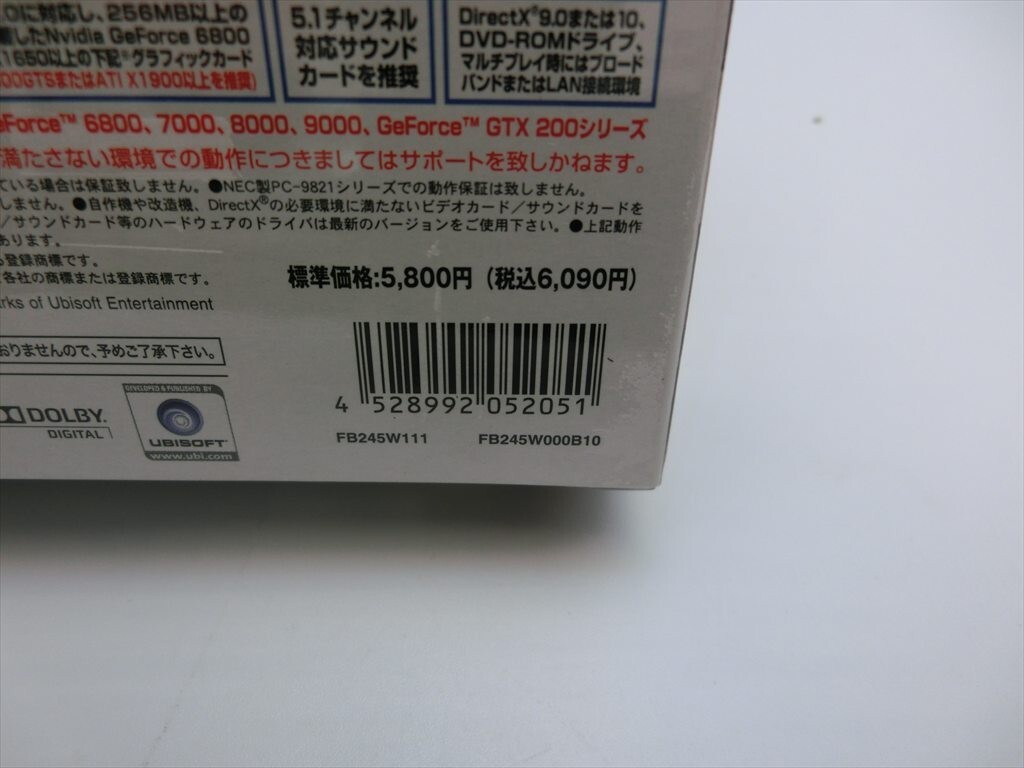 .0に対応し、256MB以上の
したNvidia GeForce 6800
1650以上の下記※グラフィックカード
00GTSまたはATI X1900以上を推奨)
5.1チャンネル
対応サウンド
カードを推奨
DirectX®9.0または10、
DVD-ROMドライブ、
マルチプレイ時にはブロード
バンドまたはLAN接続環境
eForce™ 6800、7000、8000、9000、GeForce™ GTX 200シリーズ
満たさない環境での動作につきましてはサポートを致しかねます。
ている場合は保証致しません。●NEC製PC-9821シリーズでの動作保証は致しません。
しません。●自作機や改造機、DirectX®の必要環境に満たないビデオカード/サウンドカードを
/サウンドカード等のハードウェアのドライバは最新のバージョンをご使用下さい。●上記動作
あります。
登録商標です。
各社の商標または登録商標です。
標準価格:5,800円(税込6,090円)
rks of Ubisoft Entertainment
おりませんので、予めご了承下さい。
4 528992 052051
FB245W111 FB245W000B10
DOLBY.
DIGITAL
DEVELOPED & PUBLISHED BY
UBISOFT
www.ubi.com